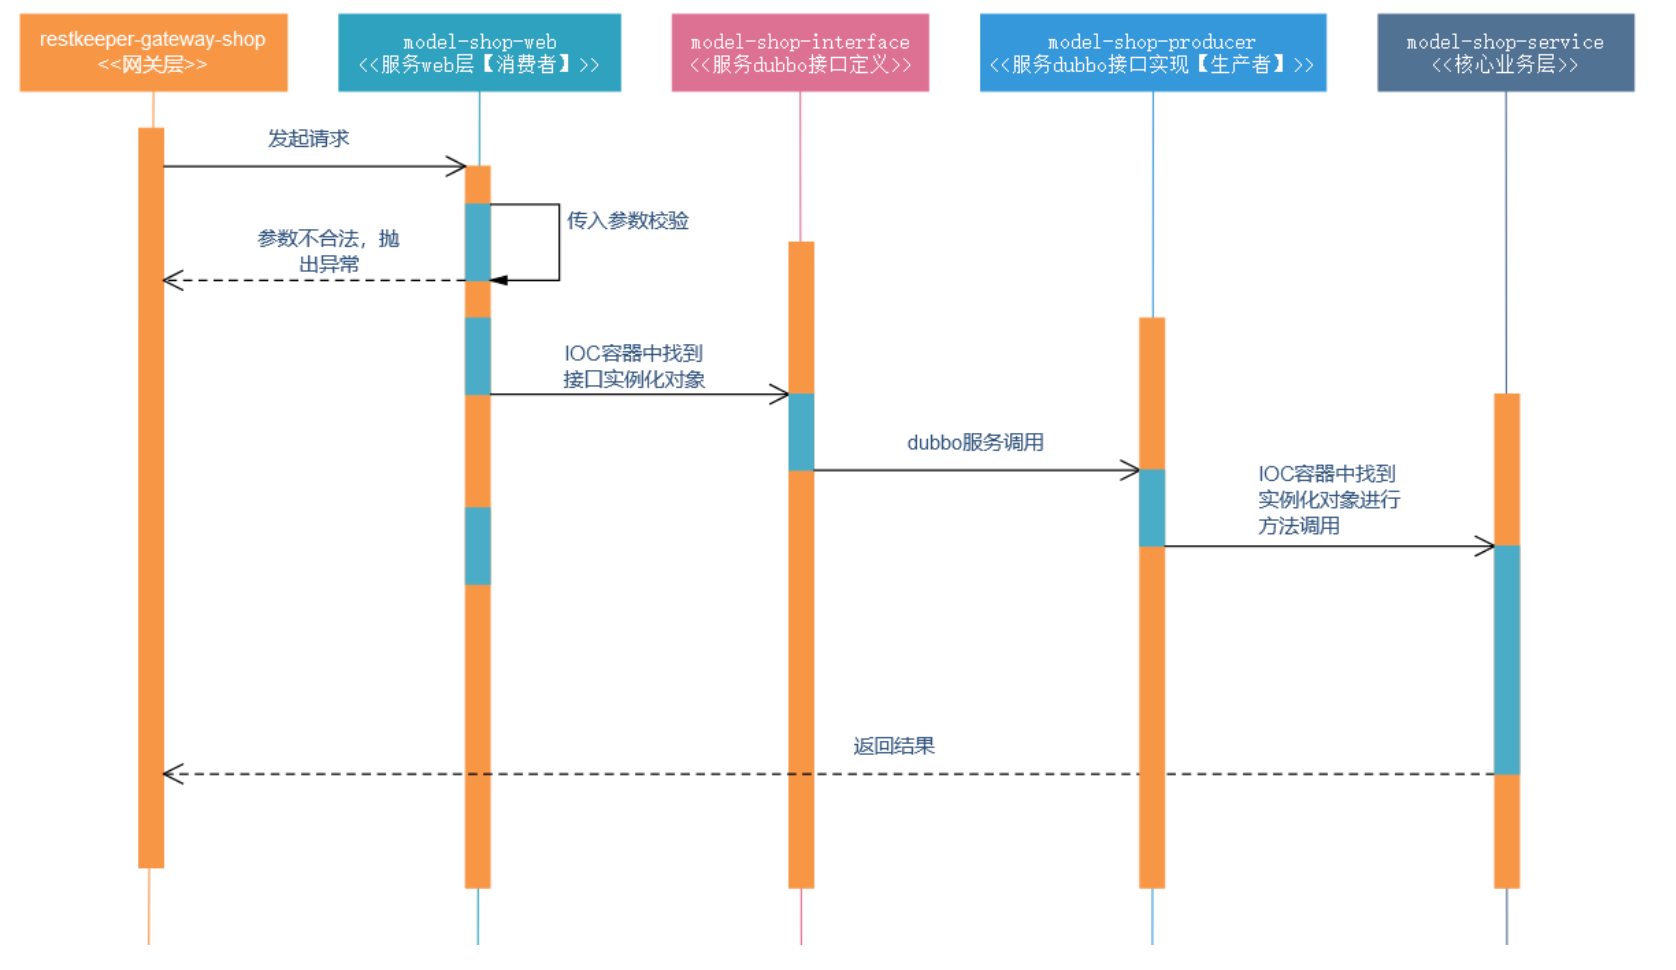 restkeeper-gateway-shop
<<网关层>>
model-shop-web
<<服务web层【消费者】>>
model-shop-interface
<<服务dubbo接口定义>>
model-shop-producer
<<服务dubbo接口实现【生产者】>>
model-shop-service
<<核心业务层>>
发起请求
传入参数校验
参数不合法，抛
出异常
IOC容器中找到
接口实例化对象
dubbo服务调用
IOC容器中找到
实例化对象进行
方法调用
返回结果